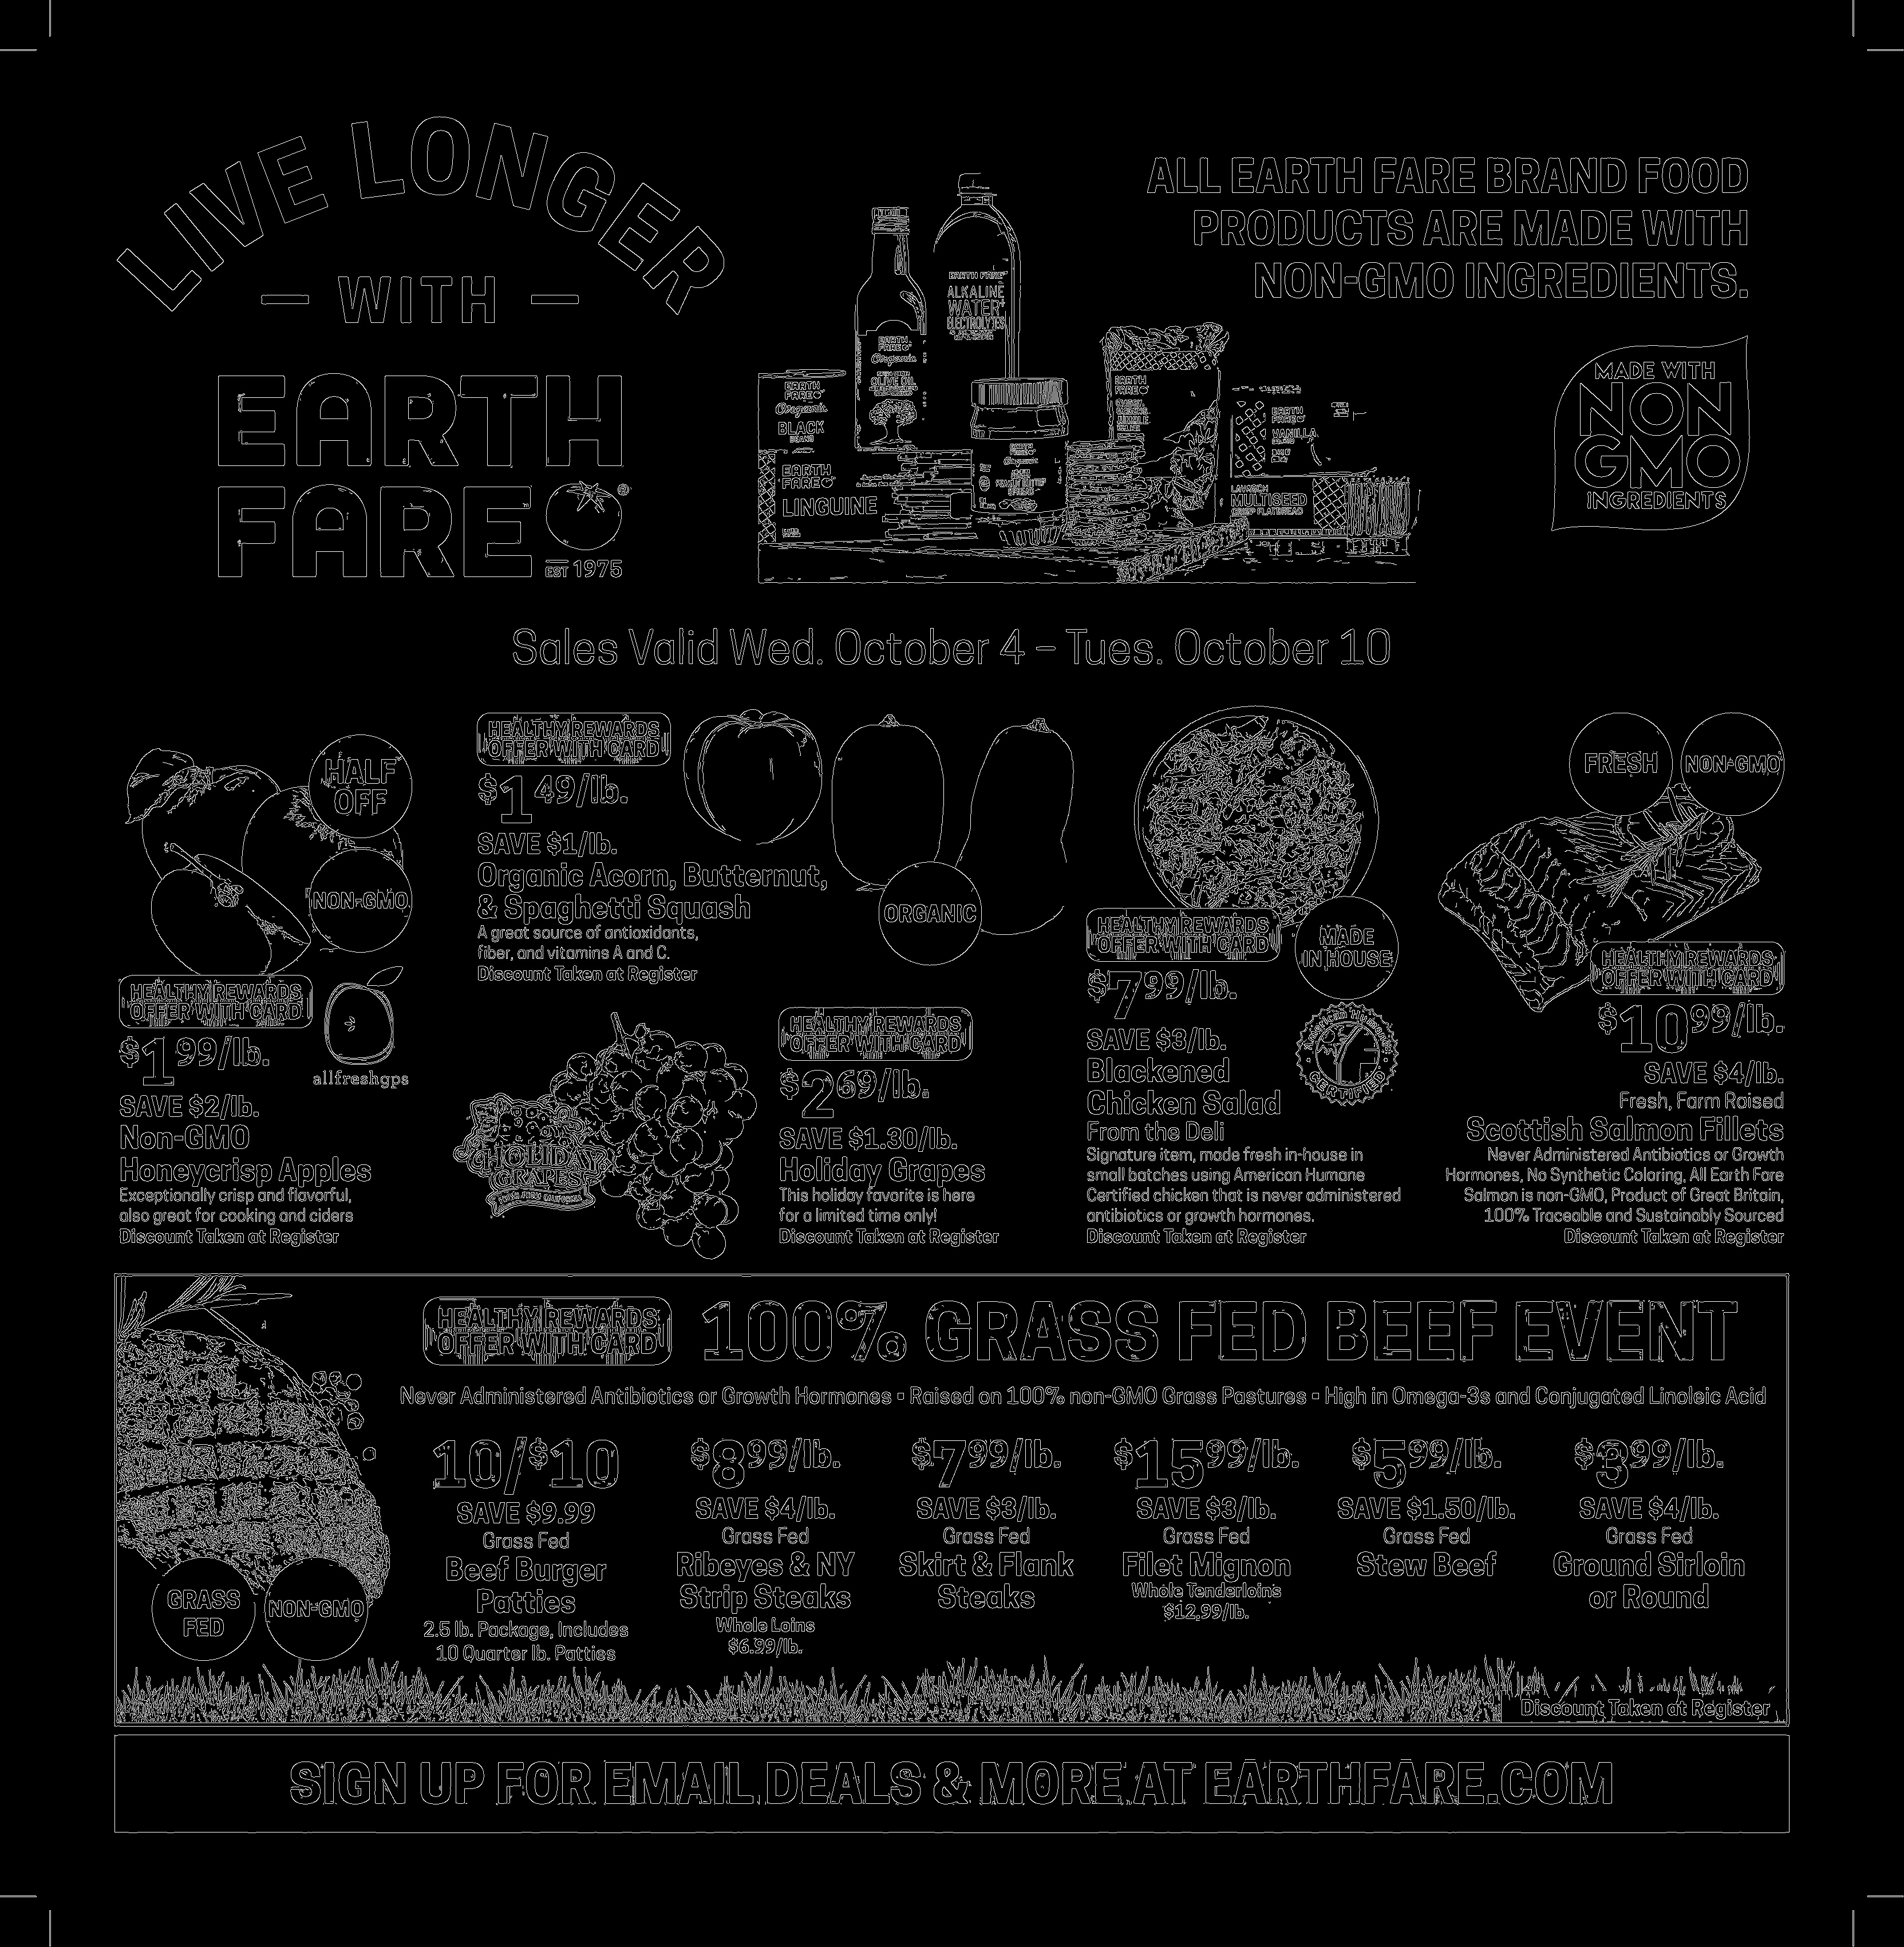 LIVE LONGER
WITH
EARTH
FARE
®
EST 1975
EARTH FARE
ALKALINE
WATER+
ELECTROLYTES
EARTH
FARE
Organic
OLIVE OIL
EARTH
FARE
Organic
BLACK
BEANS
EARTH
FARE
LINGUINE
EARTH
FARE
Organic
PEANUT BUTTER
SPREAD
EARTH
FARE
EARTH
FARE
VANILLA
LAVASCH
MULTISEED
CRISP FLATBREAD
ALL EARTH FARE BRAND FOOD
PRODUCTS ARE MADE WITH
NON-GMO INGREDIENTS.
MADE WITH
NON
GMO
INGREDIENTS
Sales Valid Wed. October 4 – Tues. October 10
HALF
OFF
NON-GMO
HEALTHY REWARDS
OFFER WITH CARD
allfreshgps
$1 99/lb.
SAVE $2/lb.
Non-GMO
Honeycrisp Apples
Exceptionally crisp and flavorful,
also great for cooking and ciders
Discount Taken at Register
HEALTHY REWARDS
OFFER WITH CARD
$1 49/lb.
SAVE $1/lb.
Organic Acorn, Butternut,
& Spaghetti Squash
A great source of antioxidants,
fiber, and vitamins A and C.
Discount Taken at Register
ORGANIC
HOLIDAY
GRAPES
HEALTHY REWARDS
OFFER WITH CARD
$2 69/lb.
SAVE $1.30/lb.
Holiday Grapes
This holiday favorite is here
for a limited time only!
Discount Taken at Register
HEALTHY REWARDS
OFFER WITH CARD
MADE
IN HOUSE
$7 99/lb.
SAVE $3/lb.
Blackened
Chicken Salad
From the Deli
Signature item, made fresh in-house in
small batches using American Humane
Certified chicken that is never administered
antibiotics or growth hormones.
Discount Taken at Register
American Humane
CERTIFIED
FRESH
NON-GMO
HEALTHY REWARDS
OFFER WITH CARD
$10 99/lb.
SAVE $4/lb.
Fresh, Farm Raised
Scottish Salmon Fillets
Never Administered Antibiotics or Growth
Hormones, No Synthetic Coloring, All Earth Fare
Salmon is non-GMO, Product of Great Britain,
100% Traceable and Sustainably Sourced
Discount Taken at Register
HEALTHY REWARDS
OFFER WITH CARD
100% GRASS FED BEEF EVENT
Never Administered Antibiotics or Growth Hormones • Raised on 100% non-GMO Grass Pastures • High in Omega-3s and Conjugated Linoleic Acid
GRASS
FED
NON-GMO
10/$10
SAVE $9.99
Grass Fed
Beef Burger
Patties
2.5 lb. Package, Includes
10 Quarter lb. Patties
$8 99/lb.
SAVE $4/lb.
Grass Fed
Ribeyes & NY
Strip Steaks
Whole Loins
$6.99/lb.
$7 99/lb.
SAVE $3/lb.
Grass Fed
Skirt & Flank
Steaks
$15 99/lb.
SAVE $3/lb.
Grass Fed
Filet Mignon
Whole Tenderloins
$12.99/lb.
$5 99/lb.
SAVE $1.50/lb.
Grass Fed
Stew Beef
$3 99/lb.
SAVE $4/lb.
Grass Fed
Ground Sirloin
or Round
Discount Taken at Register
SIGN UP FOR EMAIL DEALS & MORE AT EARTHFARE.COM